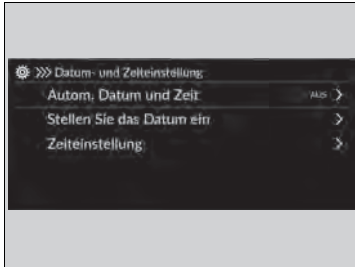 Datum- und Zeiteinstellung
Autom. Datum und Zeit AUS
Stellen Sie das Datum ein
Zeiteinstellung